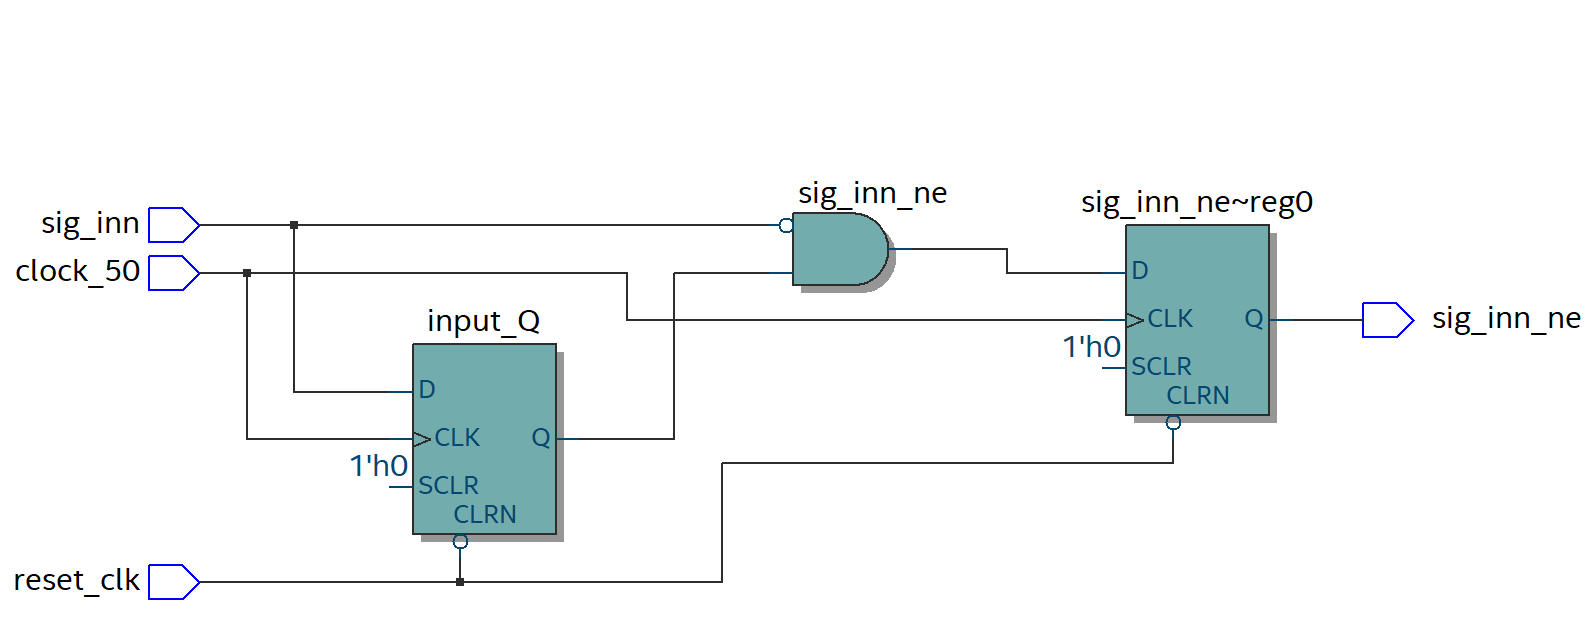 sig_inn
clock_50
reset_clk
input_Q
D
CLK
Q
1'h0
SCLR
CLRN
sig_inn_ne
sig_inn_ne~reg0
D
CLK
Q
1'h0
SCLR
CLRN
sig_inn_ne